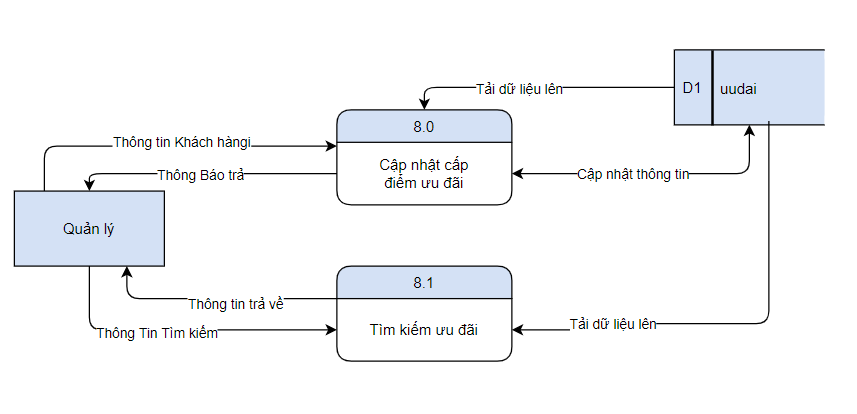 D1
uudai
Tải dữ liệu lên
8.0
Thông tin Khách hàngi
Cập nhật cấp
điểm ưu đãi
Thông Báo trả
Cập nhật thông tin
Quản lý
8.1
Thông tin trả về
Tìm kiếm ưu đãi
Tải dữ liệu lên
Thông Tin Tìm kiếm